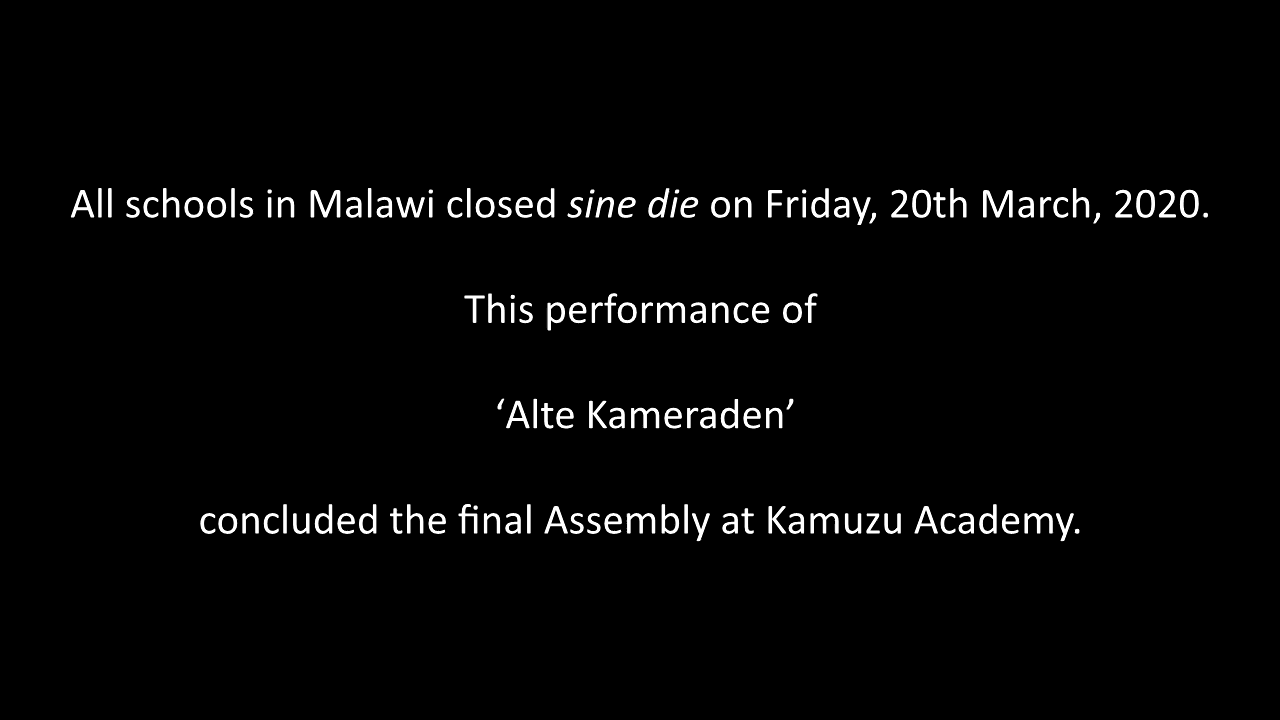 All schools in Malawi closed sine die on Friday, 20th March, 2020.
This performance of
‘Alte Kameraden’
concluded the final Assembly at Kamuzu Academy.